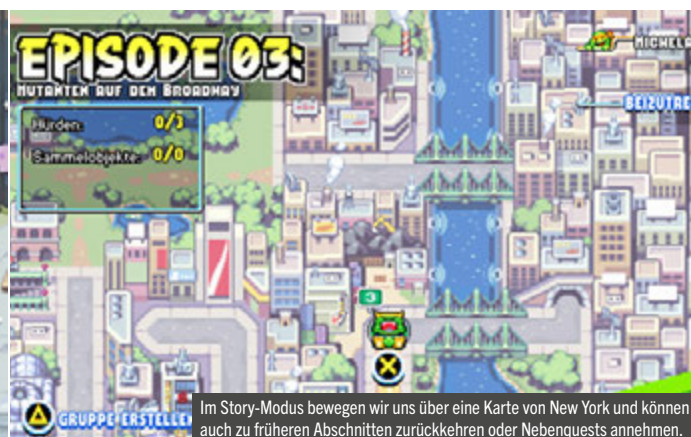 EPISODE 03:
MUTANTEN AUF DEM BROADWAY
Hürden: 0/3
Sammelobjekte: 0/0
MICHELA
BEIZUTRE
3
X
GRUPPE ERSTELLEN
Im Story-Modus bewegen wir uns über eine Karte von New York und können
auch zu früheren Abschnitten zurückkehren oder Nebenquests annehmen.